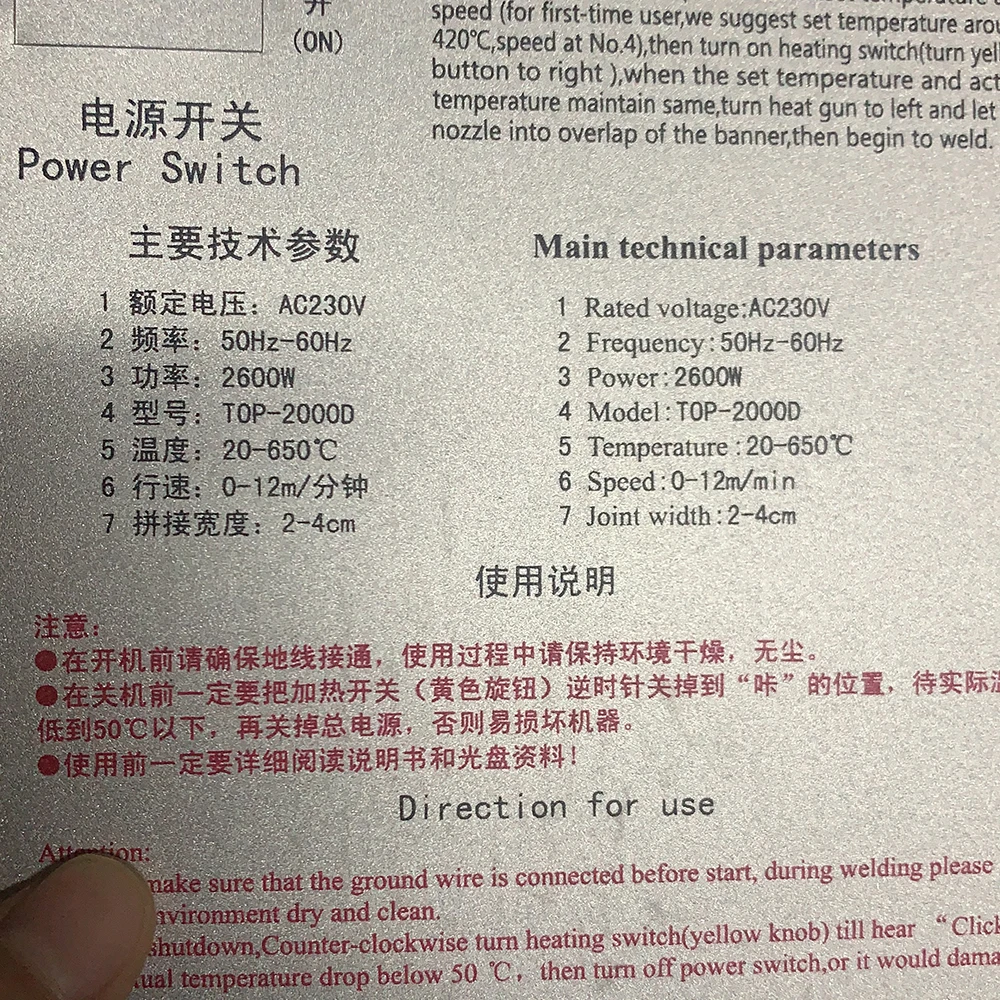 开
(ON)
电源开关
Power Switch
speed (for first-time user,we suggest set temperature
420℃,speed at No.4),then turn on heating switch(turn
button to right ),when the set temperature and
temperature maintain same,turn heat gun to left and let
nozzle into overlap of the banner,then begin to weld.
主要技术参数
1 额定电压：AC230V
2 频率：50Hz-60Hz
3 功率：2600W
4 型号：TOP-2000D
5 温度：20-650℃
6 行速：0-12m/分钟
7 拼接宽度：2-4cm
Main technical parameters
1 Rated voltage:AC230V
2 Frequency:50Hz-60Hz
3 Power:2600W
4 Model:TOP-2000D
5 Temperature:20-650℃
6 Speed:0-12m/min
7 Joint width:2-4cm
使用说明
注意：
●在开机前请确保地线接通，使用过程中请保持环境干燥，无尘。
●在关机前一定要把加热开关（黄色旋钮）逆时针关掉到“咔”的位置，待实际
低到50℃以下，再关掉总电源，否则易损坏机器。
●使用前一定要详细阅读说明书和光盘资料！
Direction for use
Attention:
make sure that the ground wire is connected before start, during welding please
nvironment dry and clean.
shutdown,Counter-clockwise turn heating switch(yellow knob) till hear “Click
temperature drop below 50 ℃，then turn off power switch,or it would